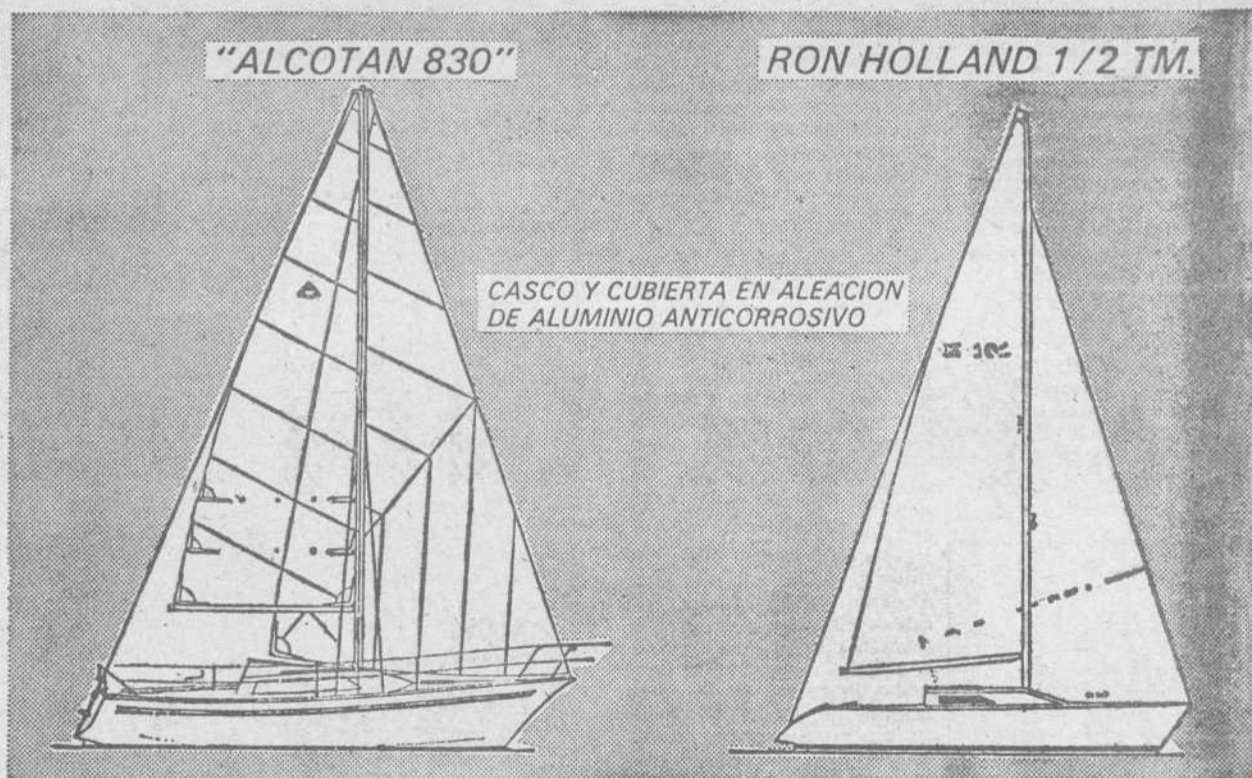 "ALCOTAN 830"
RON HOLLAND 1/2 TM.
CASCO Y CUBIERTA EN ALEACION
DE ALUMINIO ANTICORROSIVO